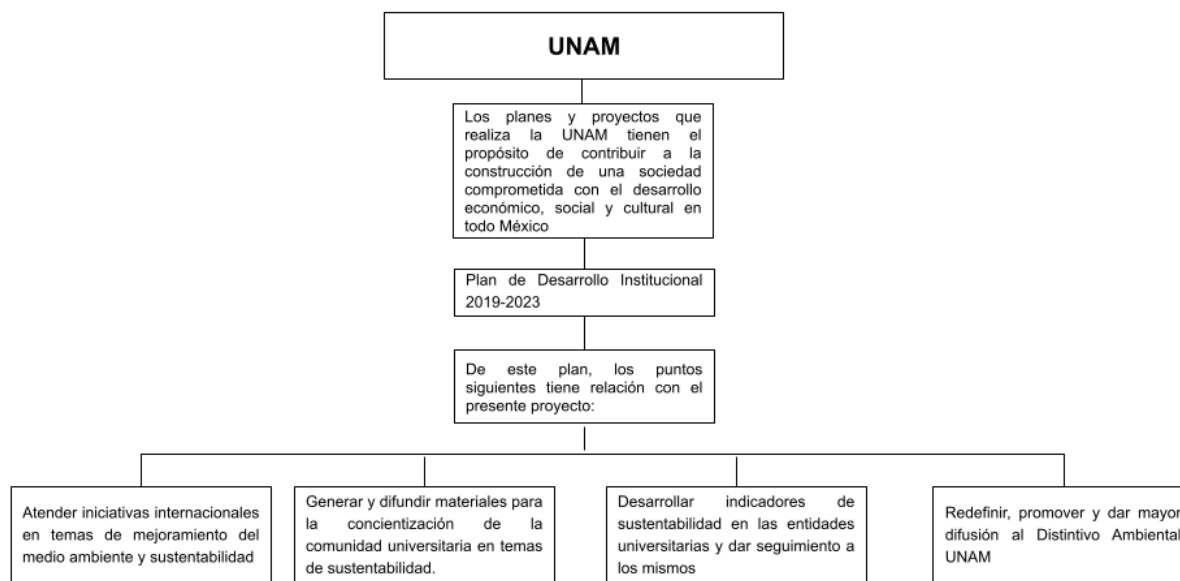 UNAM
Los planes y proyectos que
realiza la UNAM tienen el
propósito de contribuir a la
construcción de una sociedad
comprometida con el desarrollo
económico, social y cultural en
todo México
Plan de Desarrollo Institucional
2019-2023
De este plan, los puntos
siguientes tiene relación con el
presente proyecto:
Atender iniciativas internacionales
en temas de mejoramiento del
medio ambiente y sustentabilidad
Generar y difundir materiales para
la concientización de la
comunidad universitaria en temas
de sustentabilidad.
Desarrollar indicadores de
sustentabilidad en las entidades
universitarias y dar seguimiento a
los mismos
Redefinir, promover y dar mayor
difusión al Distintivo Ambiental
UNAM